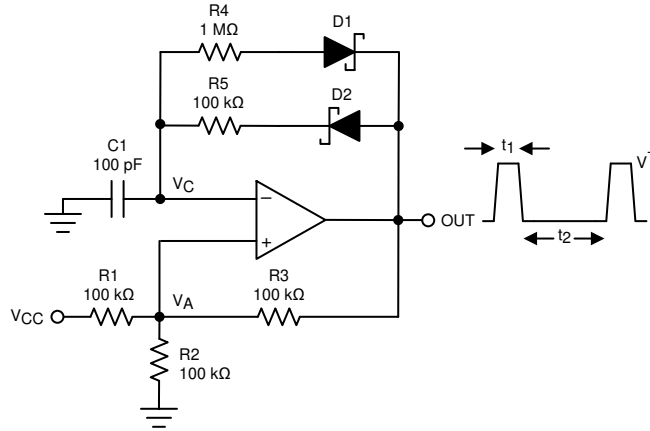 R4
1 MΩ
D1
R5
100 kΩ
D2
C1
100 pF
VC
−
+
OUT
t1
V
t2
R1
100 kΩ
VCC
VA
R3
100 kΩ
R2
100 kΩ